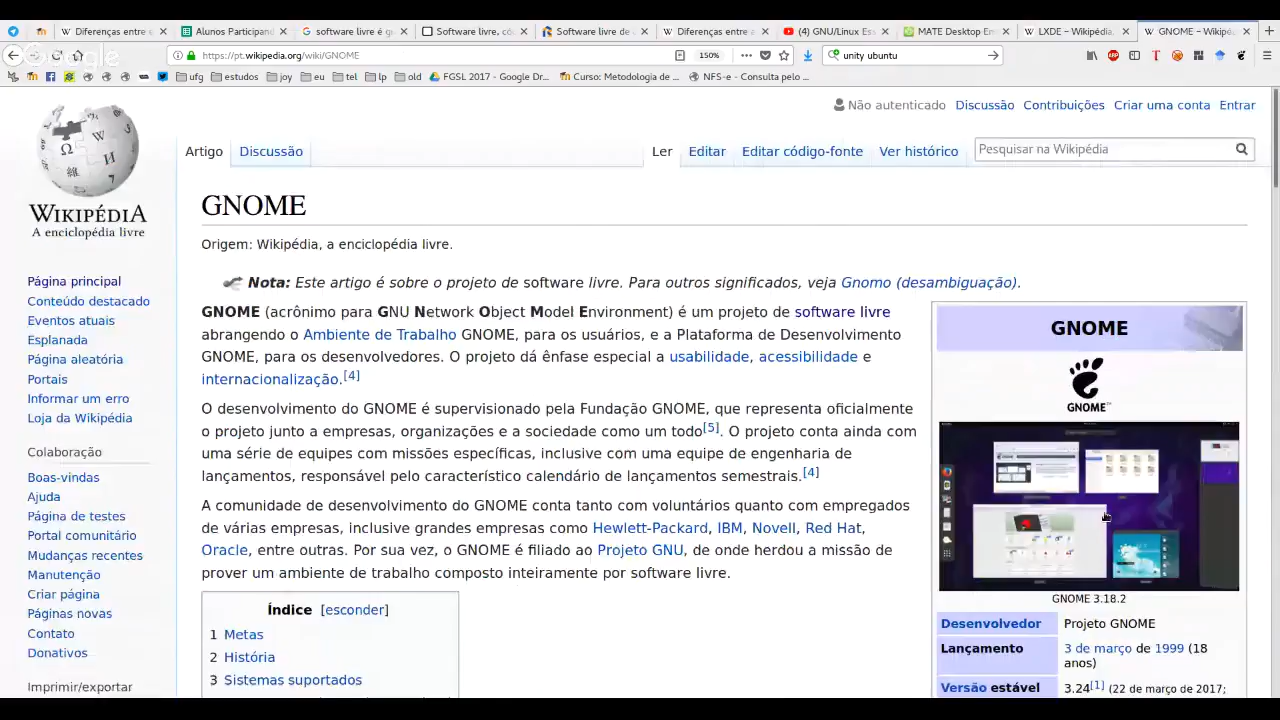 Diferenças entre e
Alunos Participand
software livre é g
Software livre, có
Software livre de
Diferenças entre a
(4) GNU/Linux Es
MATE Desktop En
LXDE – Wikipédia,
GNOME – Wikipé
Google
https://pt.wikipedia.org/wiki/GNOME
150%
unity ubuntu
ufg
estudos
joy
eu
tel
lp
old
FGSL 2017 - Google Dr…
Curso: Metodologia de …
NFS-e - Consulta pelo …
Não autenticado Discussão Contribuições Criar uma conta Entrar
Artigo Discussão Ler Editar Editar código-fonte Ver histórico Pesquisar na Wikipédia
WIKIPÉDIA
A enciclopédia livre
Página principal
Conteúdo destacado
Eventos atuais
Esplanada
Página aleatória
Portais
Informar um erro
Loja da Wikipédia
Colaboração
Boas-vindas
Ajuda
Página de testes
Portal comunitário
Mudanças recentes
Manutenção
Criar página
Páginas novas
Contato
Donativos
Imprimir/exportar
GNOME
Origem: Wikipédia, a enciclopédia livre.
Nota: Este artigo é sobre o projeto de software livre. Para outros significados, veja Gnomo (desambiguação).
GNOME (acrônimo para GNU Network Object Model Environment) é um projeto de software livre
abrangendo o Ambiente de Trabalho GNOME, para os usuários, e a Plataforma de Desenvolvimento
GNOME, para os desenvolvedores. O projeto dá ênfase especial a usabilidade, acessibilidade e
internacionalização.[4]
O desenvolvimento do GNOME é supervisionado pela Fundação GNOME, que representa oficialmente
o projeto junto a empresas, organizações e a sociedade como um todo[5]. O projeto conta ainda com
uma série de equipes com missões específicas, inclusive com uma equipe de engenharia de
lançamentos, responsável pelo característico calendário de lançamentos semestrais.[4]
A comunidade de desenvolvimento do GNOME conta tanto com voluntários quanto com empregados
de várias empresas, inclusive grandes empresas como Hewlett-Packard, IBM, Novell, Red Hat,
Oracle, entre outras. Por sua vez, o GNOME é filiado ao Projeto GNU, de onde herdou a missão de
prover um ambiente de trabalho composto inteiramente por software livre.
Índice [esconder]
1 Metas
2 História
3 Sistemas suportados
GNOME
GNOME™
GNOME 3.18.2
Desenvolvedor Projeto GNOME
Lançamento 3 de março de 1999 (18
anos)
Versão estável 3.24[1] (22 de março de 2017;